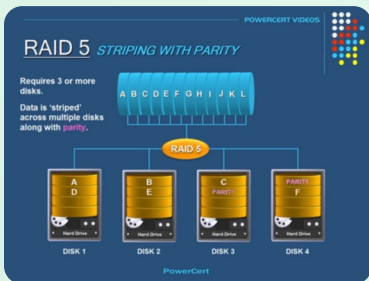 POWERCERT VIDEOS
RAID 5 STRIPING WITH PARITY
Requires 3 or more
disks.
Data is 'striped'
across multiple disks
along with parity.
A B C D E F G H I J K L
RAID 5
A B C PARITY
D E PARITY F
Hard Drive Hard Drive Hard Drive Hard Drive
DISK 1 DISK 2 DISK 3 DISK 4
PowerCert